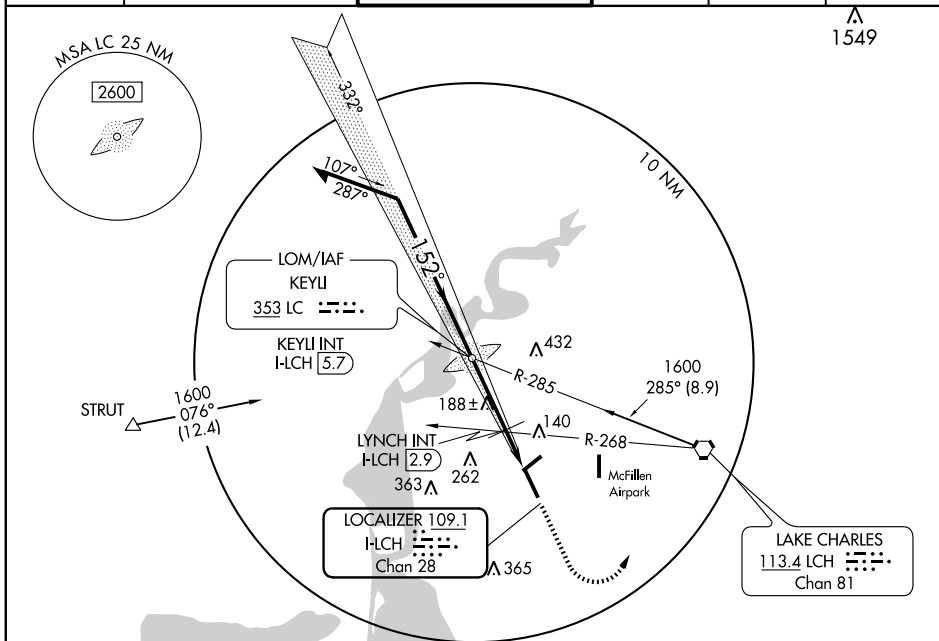 1549
MSA LC 25 NM
2600
332°
10 NM
107°
287°
152°
LOM/IAF
KEYLI
353 LC
KEYLI INT
I-LCH 5.7
432
R-285
1600
285° (8.9)
STRUT
1600
076°
(12.4)
188±
140
R-268
LYNCH INT
I-LCH 2.9
262
363
McFillen
Airpark
LOCALIZER 109.1
I-LCH
Chan 28
365
LAKE CHARLES
113.4 LCH
Chan 81